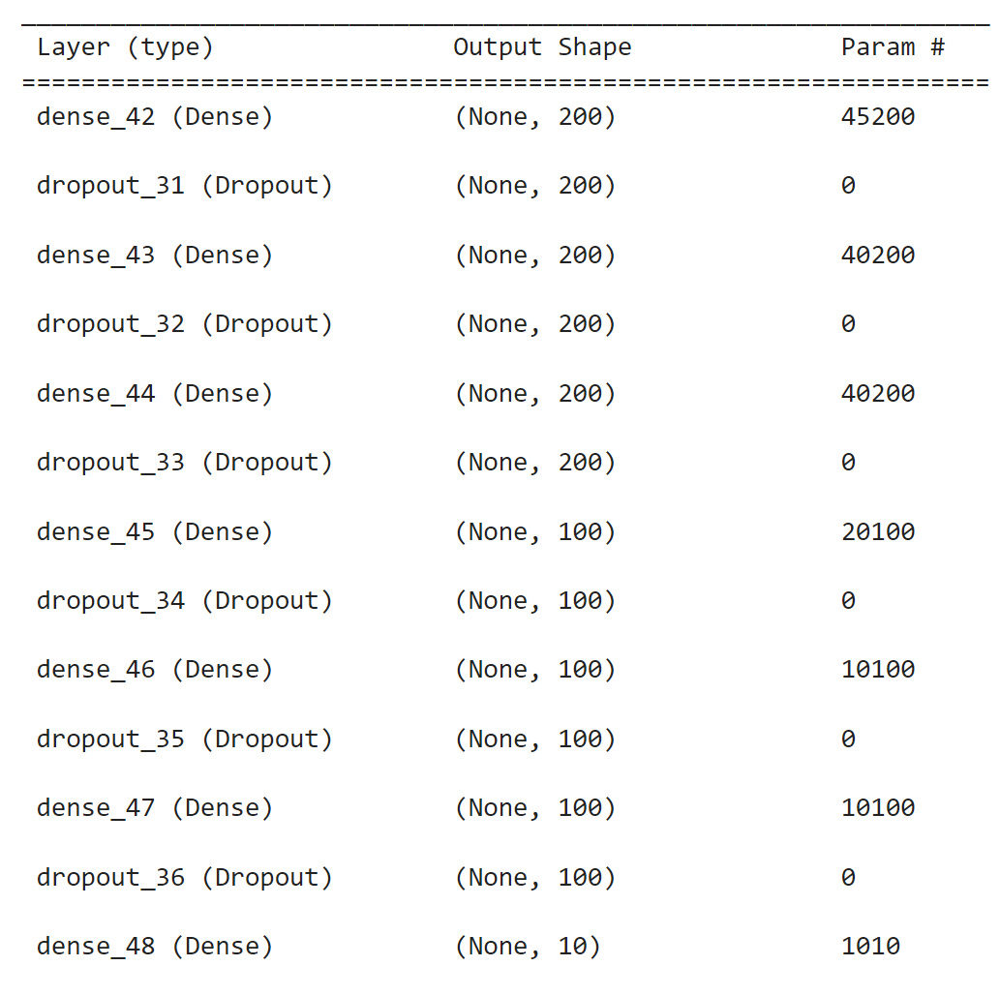 Layer (type) Output Shape Param #
=================================================================
dense_42 (Dense) (None, 200) 45200
dropout_31 (Dropout) (None, 200) 0
dense_43 (Dense) (None, 200) 40200
dropout_32 (Dropout) (None, 200) 0
dense_44 (Dense) (None, 200) 40200
dropout_33 (Dropout) (None, 200) 0
dense_45 (Dense) (None, 100) 20100
dropout_34 (Dropout) (None, 100) 0
dense_46 (Dense) (None, 100) 10100
dropout_35 (Dropout) (None, 100) 0
dense_47 (Dense) (None, 100) 10100
dropout_36 (Dropout) (None, 100) 0
dense_48 (Dense) (None, 10) 1010